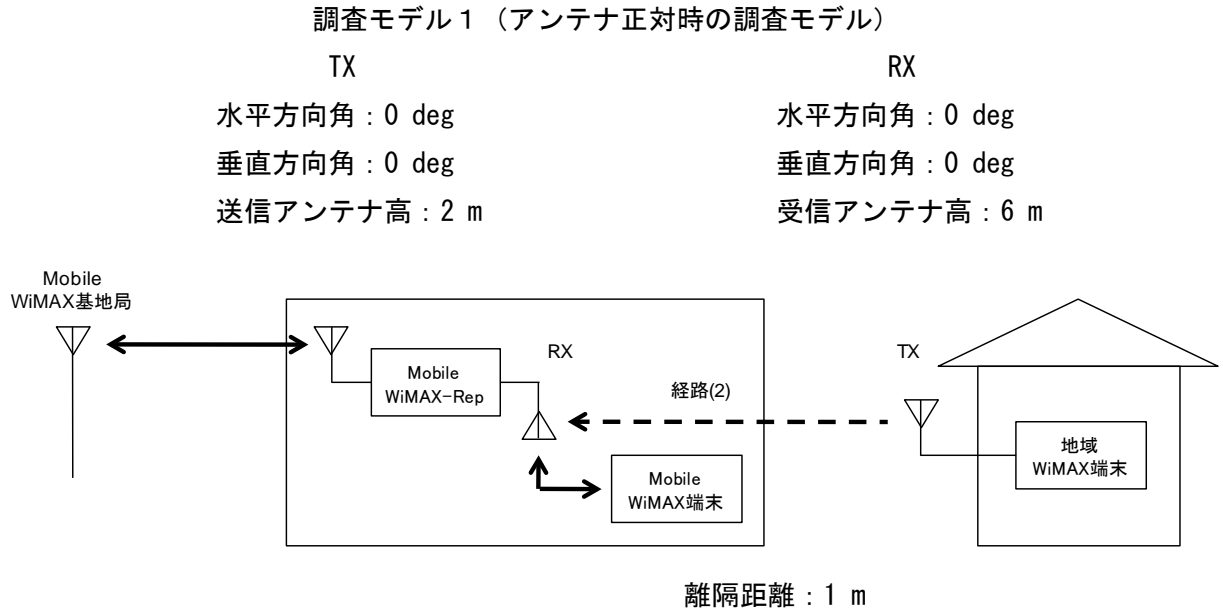 調査モデル１（アンテナ正対時の調査モデル）
TX
水平方向角：0 deg
垂直方向角：0 deg
送信アンテナ高：2 m
RX
水平方向角：0 deg
垂直方向角：0 deg
受信アンテナ高：6 m
Mobile
WiMAX基地局
Mobile
WiMAX-Rep
RX
経路(2)
Mobile
WiMAX端末
TX
地域
WiMAX端末
離隔距離：1 m